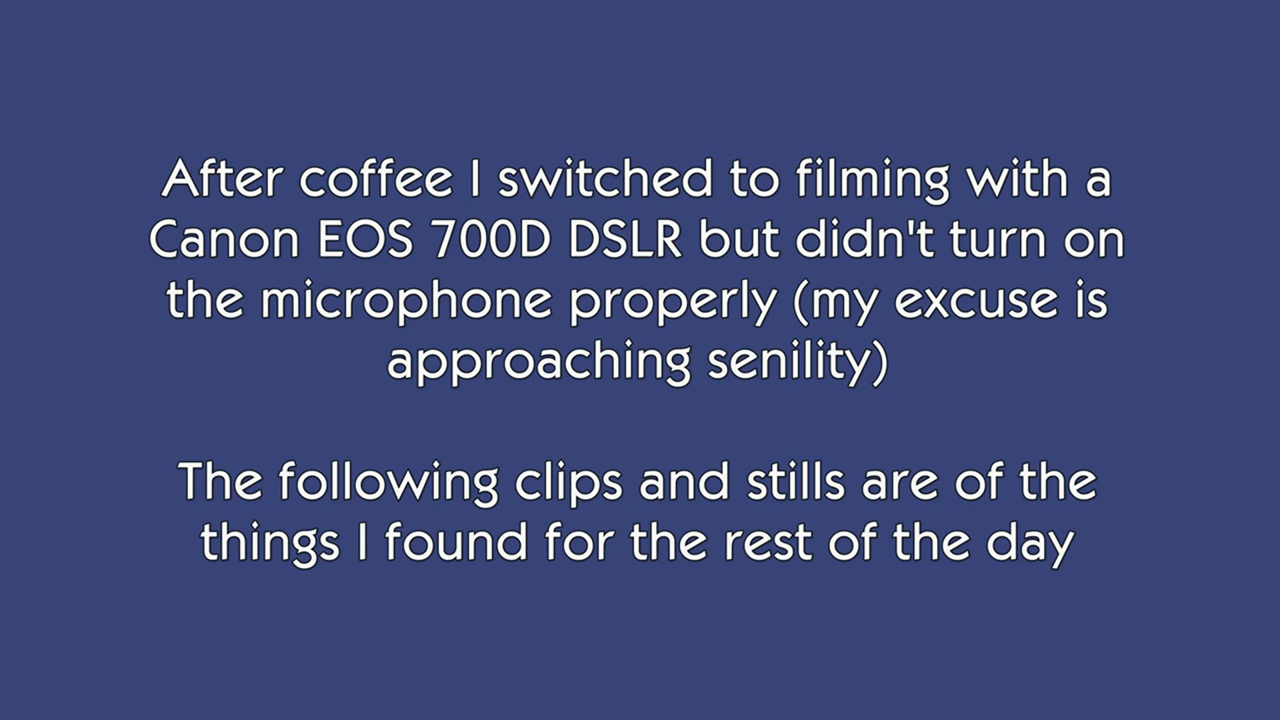 After coffee I switched to filming with a
Canon EOS 700D DSLR but didn't turn on
the microphone properly (my excuse is
approaching senility)
The following clips and stills are of the
things I found for the rest of the day